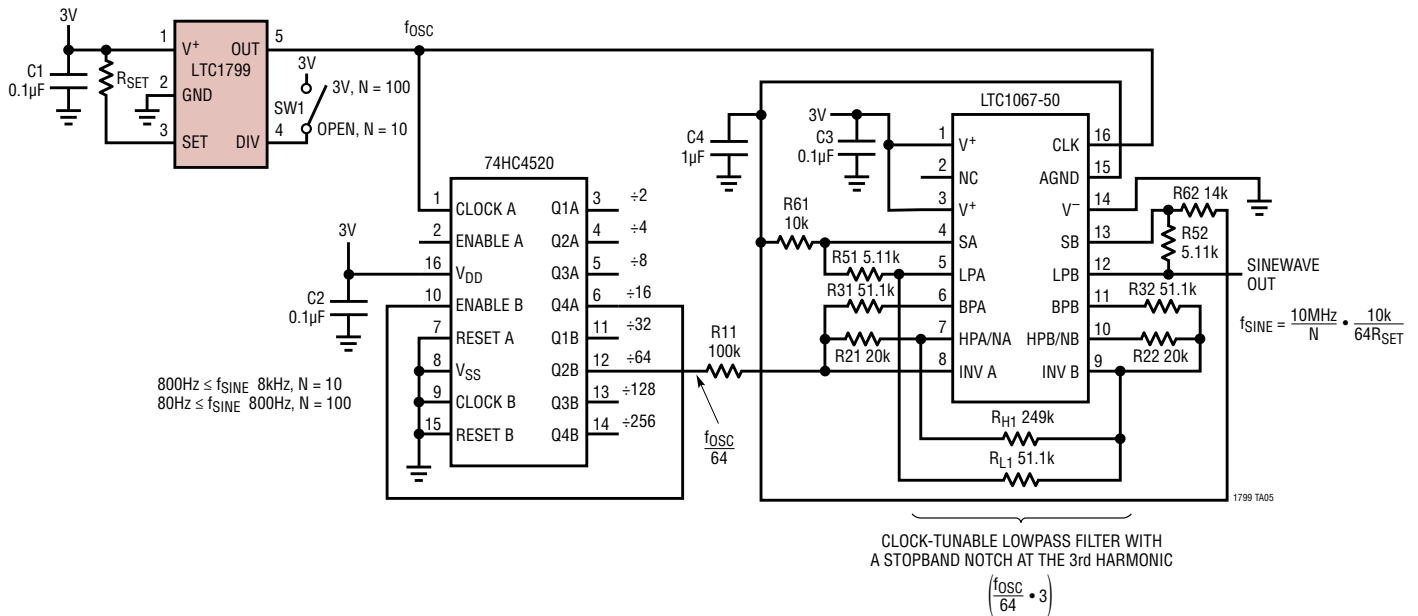 3V
C1
0.1µF
RSET
1
V+
OUT
5
LTC1799
2
GND
3
SET
DIV
4
3V
SW1
3V, N = 100
OPEN, N = 10
fOSC
74HC4520
1
CLOCK A
Q1A
3
÷2
2
ENABLE A
Q2A
4
÷4
3V
16
VDD
Q3A
5
÷8
10
ENABLE B
Q4A
6
÷16
C2
0.1µF
7
RESET A
Q1B
11
÷32
8
VSS
Q2B
12
÷64
9
CLOCK B
Q3B
13
÷128
15
RESET B
Q4B
14
÷256
800Hz ≤ fSINE 8kHz, N = 10
80Hz ≤ fSINE 800Hz, N = 100
R11
100k
fOSC
64
C4
1µF
3V
C3
0.1µF
LTC1067-50
1
V+
CLK
16
2
NC
AGND
15
3
V+
V–
14
4
SA
SB
13
5
LPA
LPB
12
6
BPA
BPB
11
7
HPA/NA
HPB/NB
10
8
INV A
INV B
9
R61
10k
R51 5.11k
R31 51.1k
R21 20k
R62 14k
R52
5.11k
R32 51.1k
R22 20k
RH1 249k
RL1 51.1k
SINEWAVE
OUT
fSINE = 10MHz/N • 10k/64RSET
1799 TA05
CLOCK-TUNABLE LOWPASS FILTER WITH
A STOPBAND NOTCH AT THE 3rd HARMONIC
(fOSC/64 • 3)